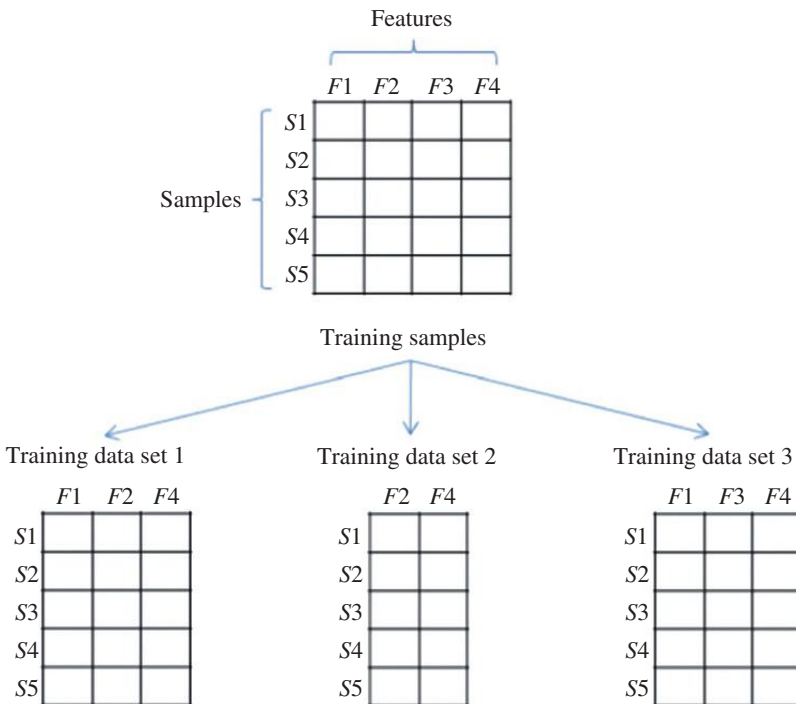 Features
F1 F2 F3 F4
S1
S2
Samples
S3
S4
S5
Training samples
Training data set 1
F1 F2 F4
S1
S2
S3
S4
S5
Training data set 2
F2 F4
S1
S2
S3
S4
S5
Training data set 3
F1 F3 F4
S1
S2
S3
S4
S5